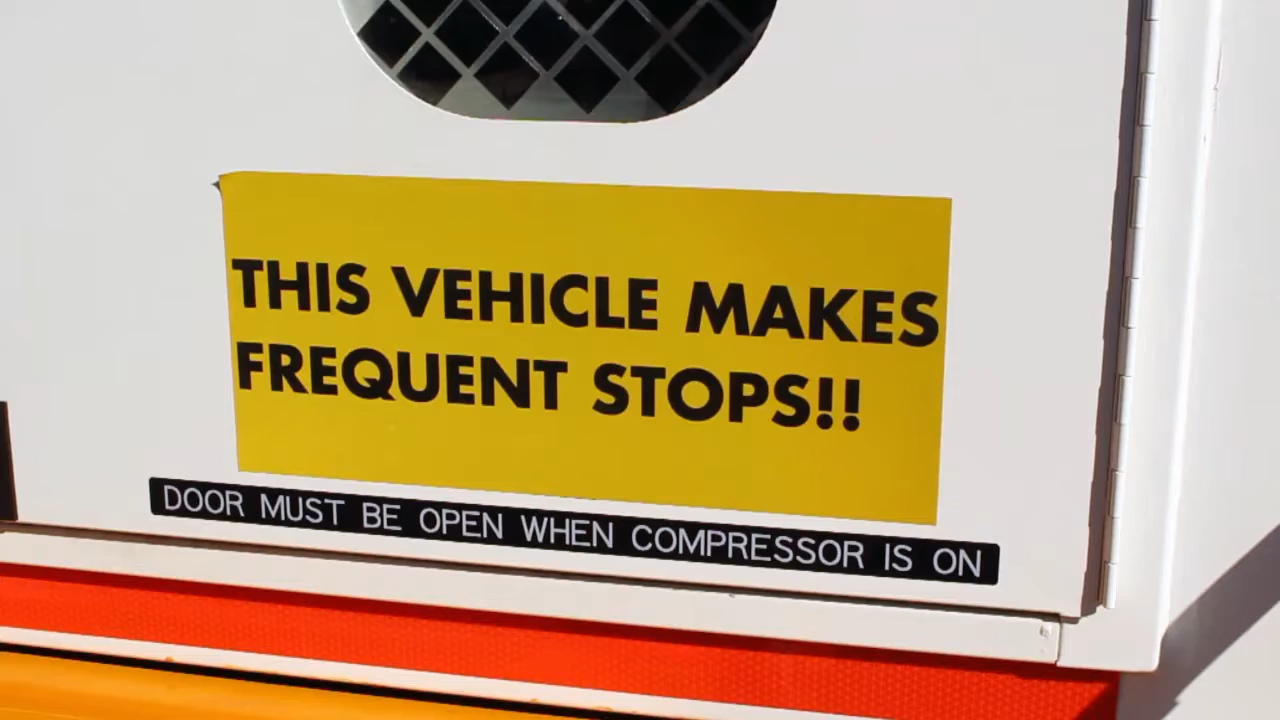 THIS VEHICLE MAKES
FREQUENT STOPS!!
DOOR MUST BE OPEN WHEN COMPRESSOR IS ON